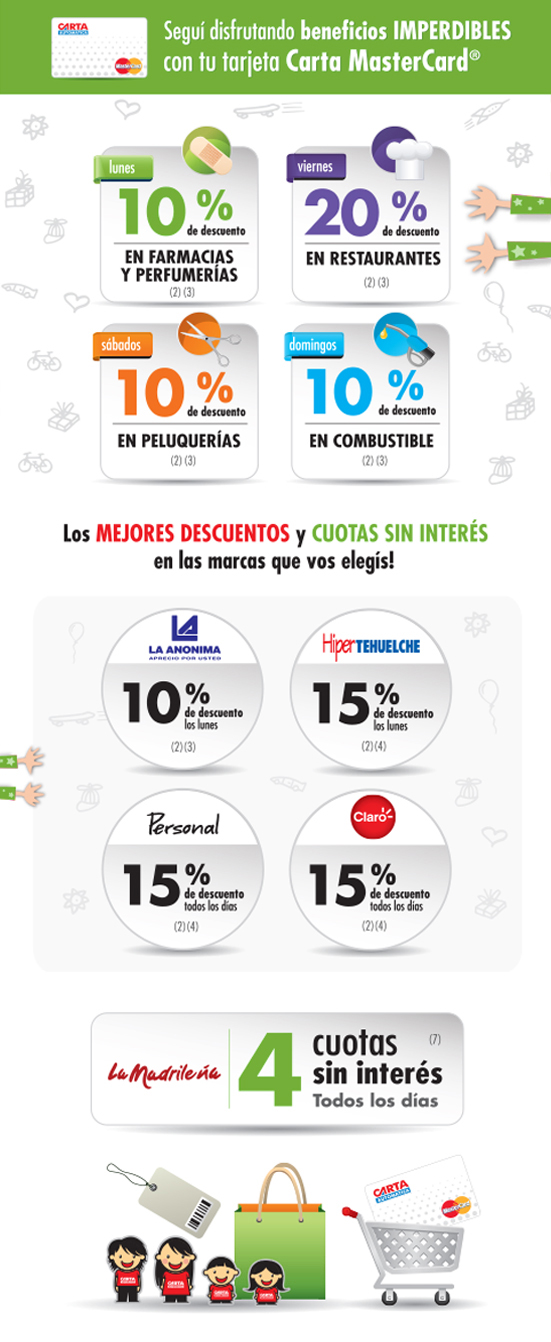 CARTA
AUTOMATICA
MasterCard
Seguí disfrutando beneficios IMPERDIBLES
con tu tarjeta Carta MasterCard®
lunes
10%
de descuento
EN FARMACIAS
Y PERFUMERÍAS
(2) (3)
viernes
20%
de descuento
EN RESTAURANTES
(2) (3)
sábados
10%
de descuento
EN PELUQUERÍAS
(2) (3)
domingos
10%
de descuento
EN COMBUSTIBLE
(2) (3)
Los MEJORES DESCUENTOS y CUOTAS SIN INTERÉS
en las marcas que vos elegís!
LA ANONIMA
APRECIO POR USTED
10%
de descuento
los lunes
(2)(3)
HiperTEHUELCHE
15%
de descuento
los lunes
(2)(4)
Personal
15%
de descuento
todos los días
(2)(4)
Claro
15%
de descuento
todos los días
(2)(4)
La Madrileña
4 cuotas (7)
sin interés
Todos los días
CARTA
AUTOMATICA
MasterCard
CARTA
CARTA
CARTA
CARTA